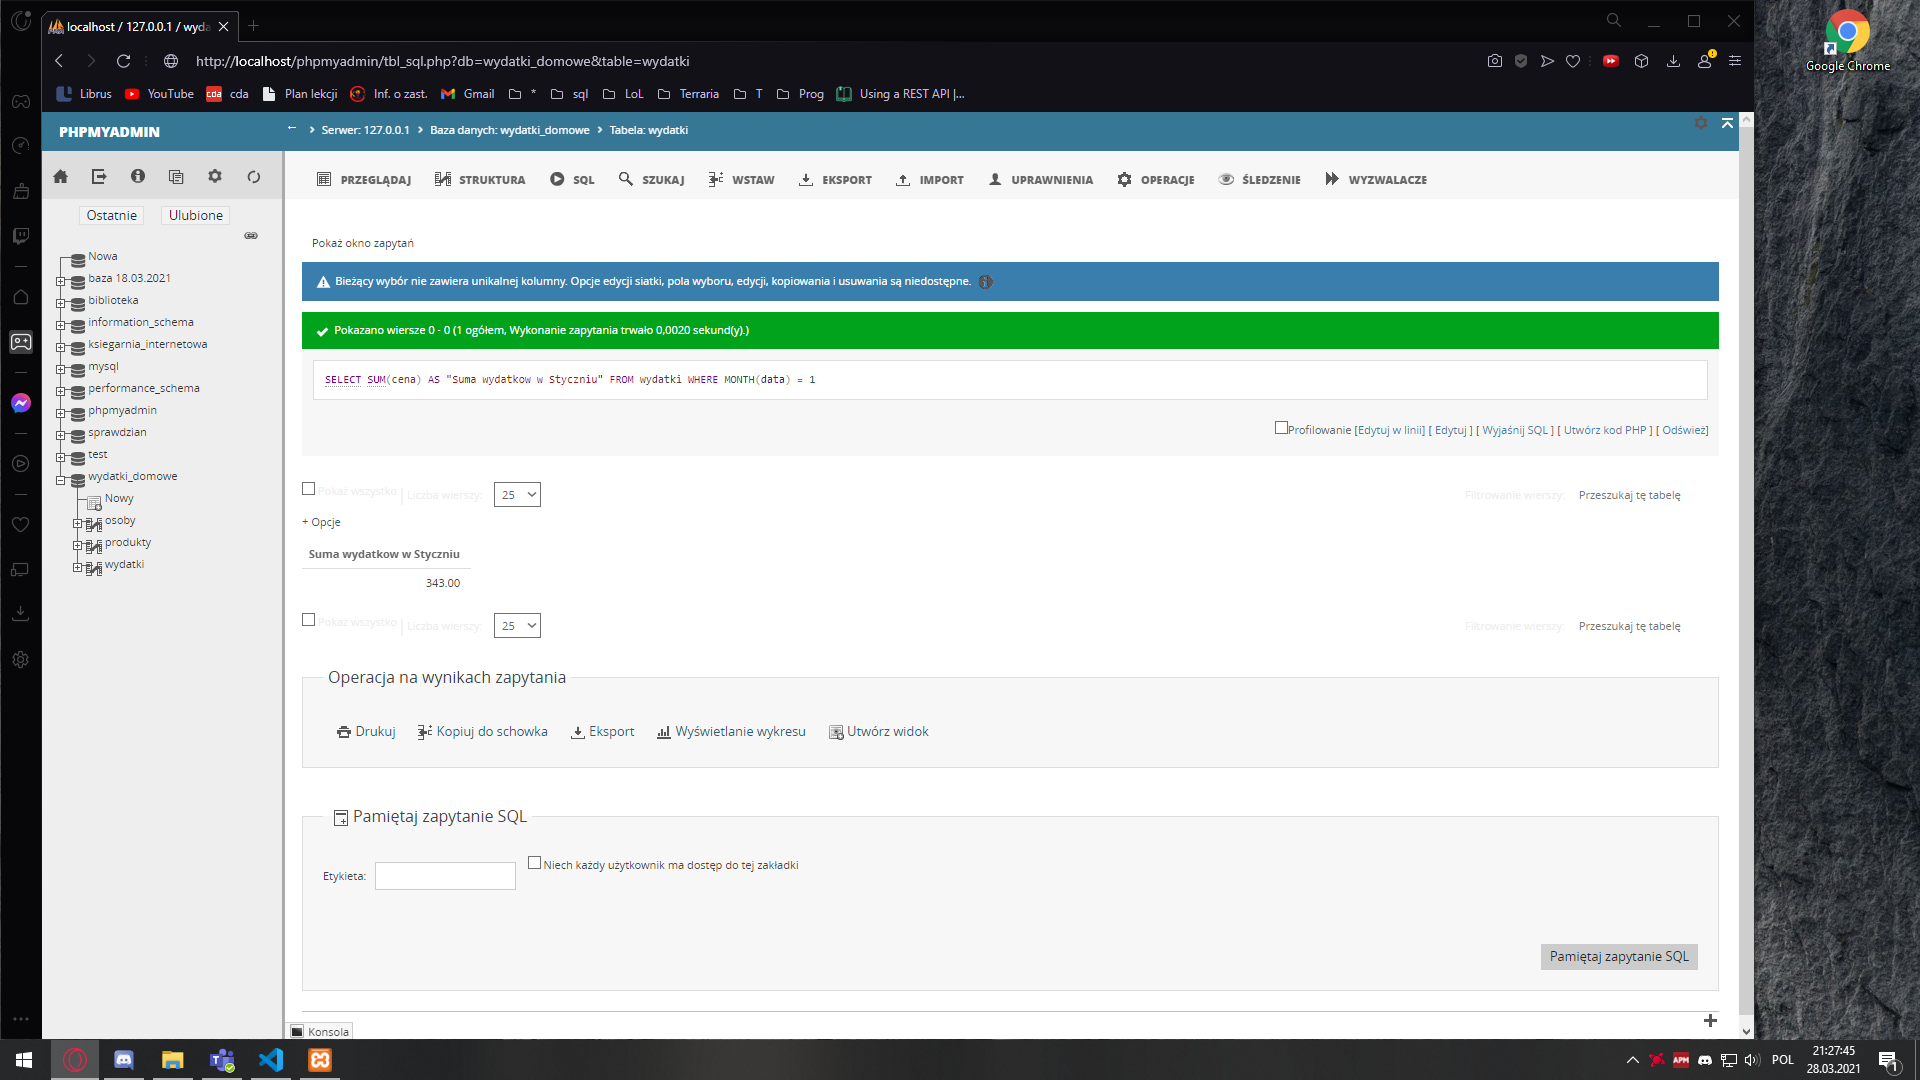 localhost / 127.0.0.1 / wyda
http://localhost/phpmyadmin/tbl_sql.php?db=wydatki_domowe&table=wydatki
Librus YouTube cda cda Plan lekcji Inf. o zast. Gmail * sql LoL Terraria T Prog Using a REST API |...
Google Chrome
PHPMYADMIN
Serwer: 127.0.0.1 Baza danych: wydatki_domowe Tabela: wydatki
PRZEGLĄDAJ STRUKTURA SQL SZUKAJ WSTAW EKSPORT IMPORT UPRAWNIENIA OPERACJE ŚLEDZENIE WYZWALACZE
Ostatnie Ulubione
Nowa
baza 18.03.2021
biblioteka
information_schema
ksiegarnia_internetowa
mysql
performance_schema
phpmyadmin
sprawdzian
test
wydatki_domowe
Nowy
osoby
produkty
wydatki
Pokaż okno zapytań
Bieżący wybór nie zawiera unikalnej kolumny. Opcje edycji siatki, pola wyboru, edycji, kopiowania i usuwania są niedostępne.
Pokazano wiersze 0 - 0 (1 ogółem, Wykonanie zapytania trwało 0,0020 sekund(y).)
SELECT SUM(cena) AS "Suma wydatkow w Styczniu" FROM wydatki WHERE MONTH(data) = 1
Profilowanie [Edytuj w linii] [ Edytuj ] [ Wyjaśnij SQL ] [ Utwórz kod PHP ] [ Odśwież]
Pokaż wszystko | Liczba wierszy: 25 Filtrowanie wierszy: Przeszukaj tę tabelę
+ Opcje
Suma wydatkow w Styczniu
343.00
Pokaż wszystko | Liczba wierszy: 25 Filtrowanie wierszy: Przeszukaj tę tabelę
Operacja na wynikach zapytania
Drukuj Kopiuj do schowka Eksport Wyświetlanie wykresu Utwórz widok
Pamiętaj zapytanie SQL
Etykieta: Niech każdy użytkownik ma dostęp do tej zakładki
Pamiętaj zapytanie SQL
Konsola
APM POL 21:27:45
28.03.2021
1